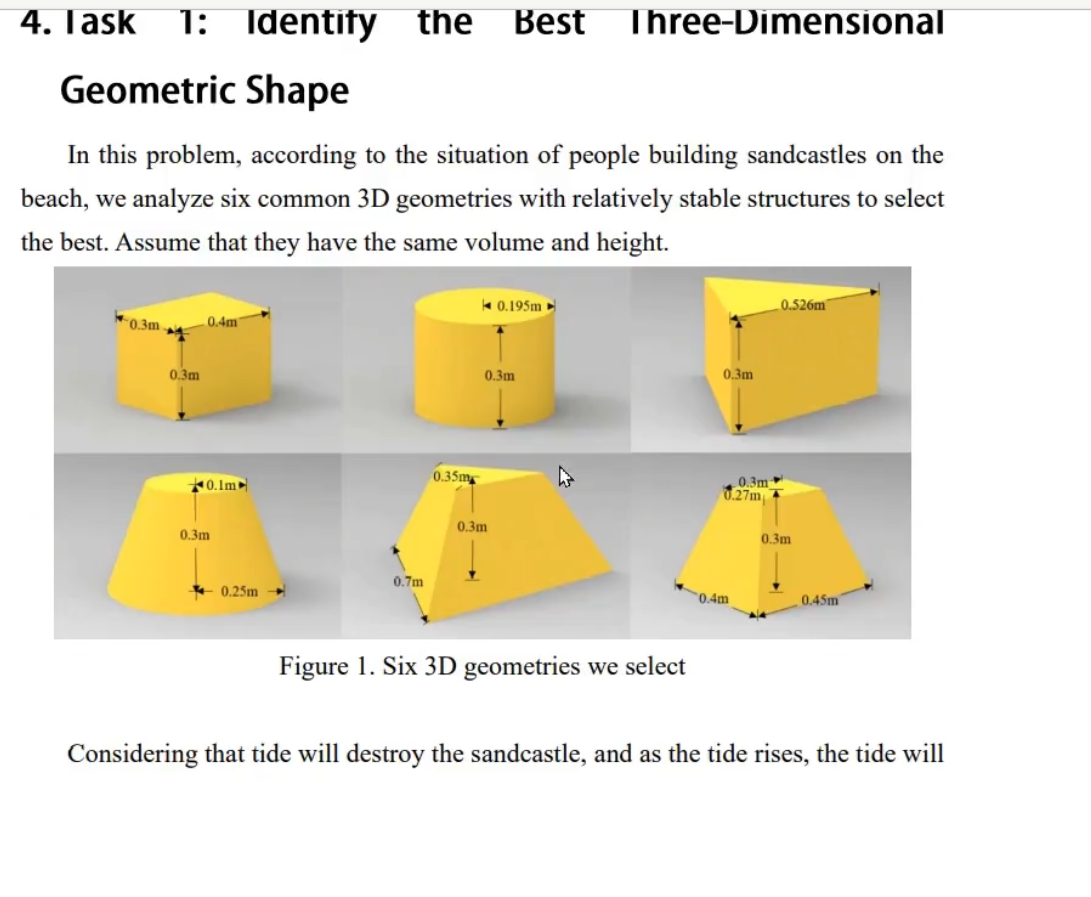 4. Task 1: Identify the Best Three-Dimensional
Geometric Shape
In this problem, according to the situation of people building sandcastles on the
beach, we analyze six common 3D geometries with relatively stable structures to select
the best. Assume that they have the same volume and height.
0.3m 0.4m 0.3m
0.195m 0.3m
0.526m 0.3m
0.1m 0.3m 0.25m
0.35m 0.3m 0.7m
0.3m 0.27m 0.3m 0.4m 0.45m
Figure 1. Six 3D geometries we select
Considering that tide will destroy the sandcastle, and as the tide rises, the tide will